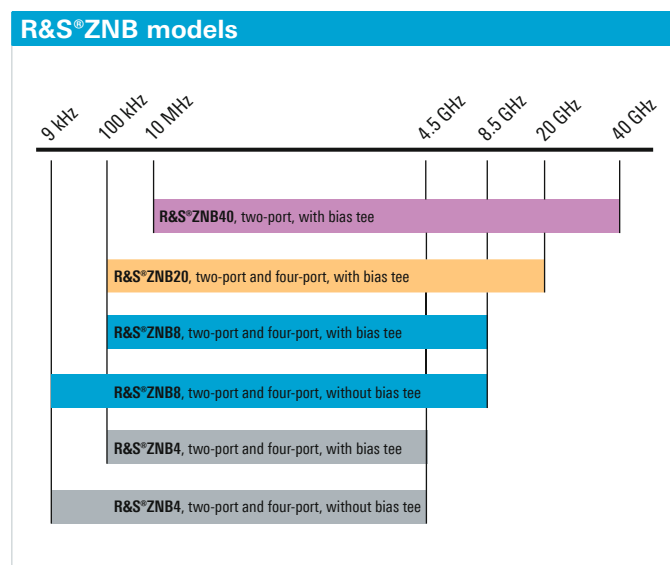 R&S®ZNB models
9 kHz
100 kHz
10 MHz
4.5 GHz
8.5 GHz
20 GHz
40 GHz
R&S®ZNB40, two-port, with bias tee
R&S®ZNB20, two-port and four-port, with bias tee
R&S®ZNB8, two-port and four-port, with bias tee
R&S®ZNB8, two-port and four-port, without bias tee
R&S®ZNB4, two-port and four-port, with bias tee
R&S®ZNB4, two-port and four-port, without bias tee